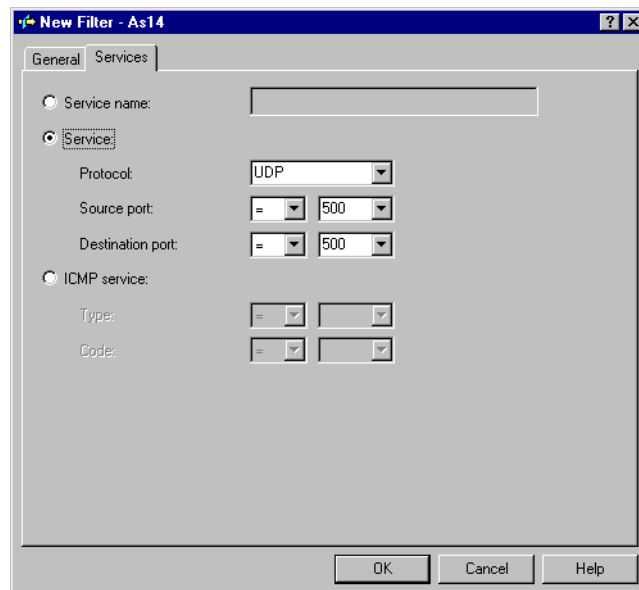 New Filter - As14
General Services
Service name:
Service:
Protocol: UDP
Source port: = 500
Destination port: = 500
ICMP service:
Type: =
Code: =
OK Cancel Help